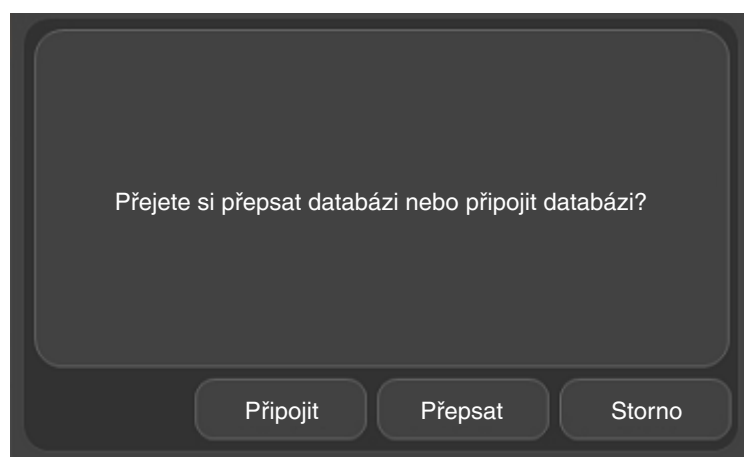 Přejete si přepsat databázi nebo připojit databázi?
Připojit
Přepsat
Storno